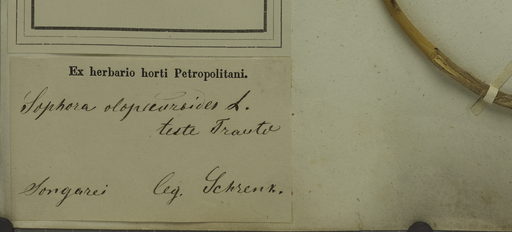 Ex herbario horti Petropolitani.
Sophora alopecuroides L.
teste Trautv
Songarei leg. Schrenk.